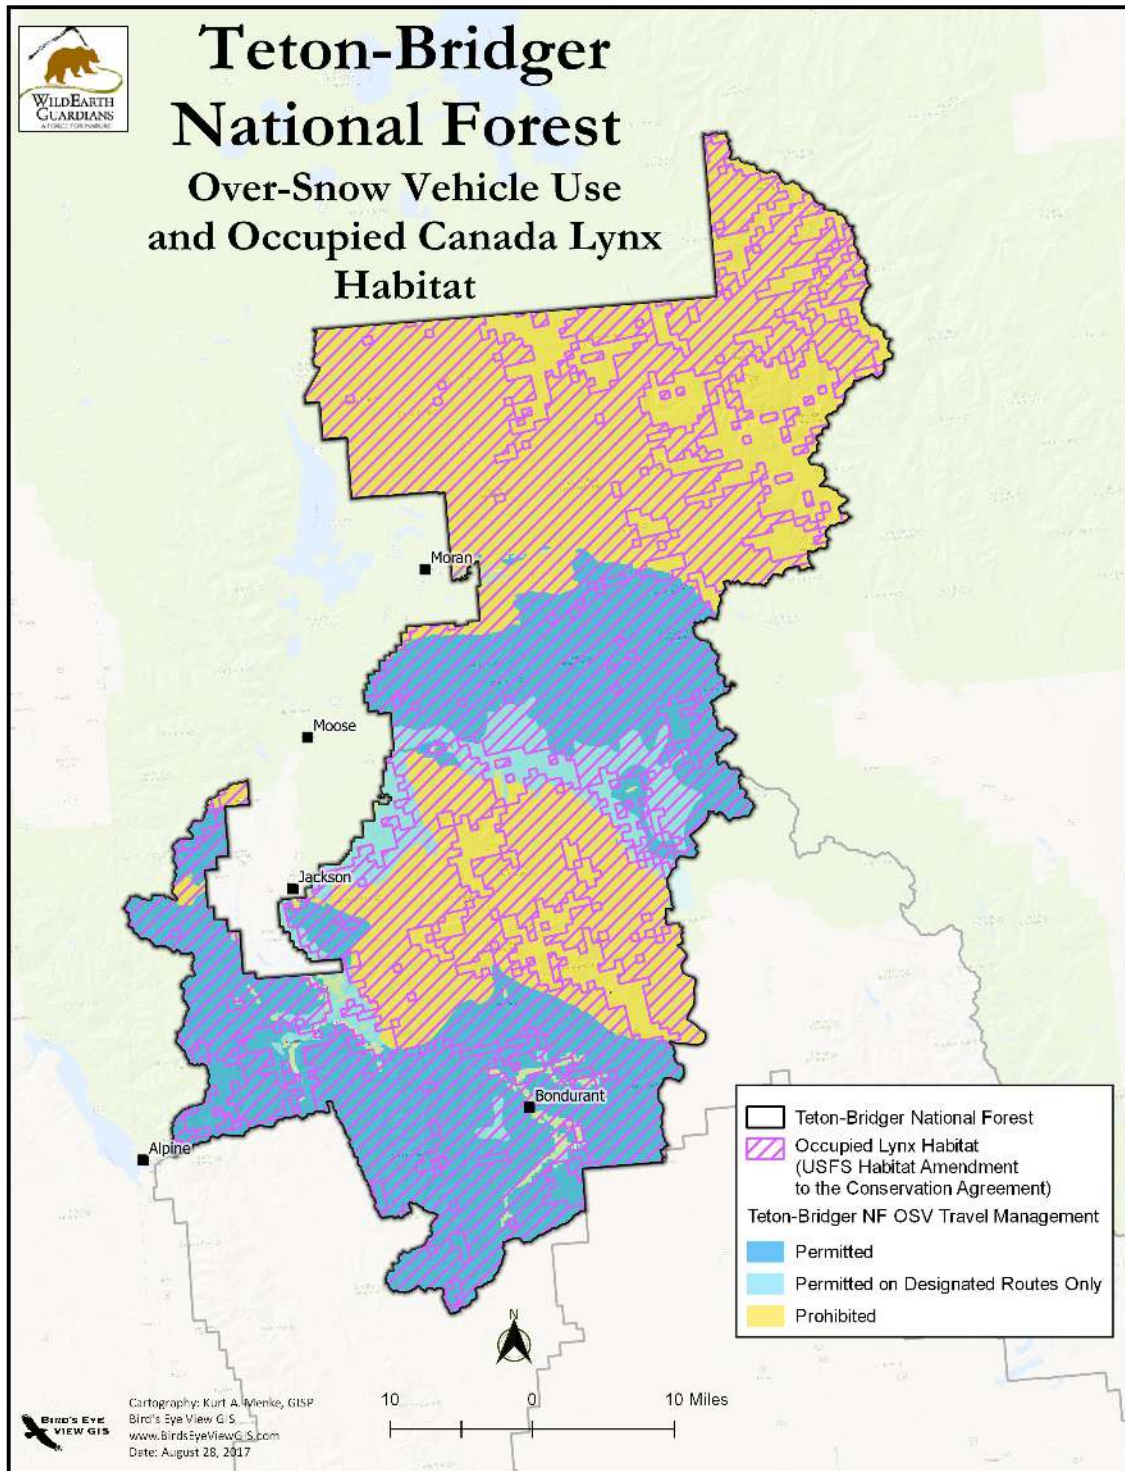 WILDEARTH
GUARDIANS
A FORCE FOR NATURE
Teton-Bridger
National Forest
Over-Snow Vehicle Use
and Occupied Canada Lynx
Habitat
Moran
Moose
Jackson
Bondurant
Alpine
Teton-Bridger National Forest
Occupied Lynx Habitat
(USFS Habitat Amendment
to the Conservation Agreement)
Teton-Bridger NF OSV Travel Management
Permitted
Permitted on Designated Routes Only
Prohibited
N
10 0 10 Miles
BIRD'S EYE
VIEW GIS
Cartography: Kurt A. Menke, GISP
Bird's Eye View GIS
www.BirdsEyeViewGIS.com
Date: August 28, 2017